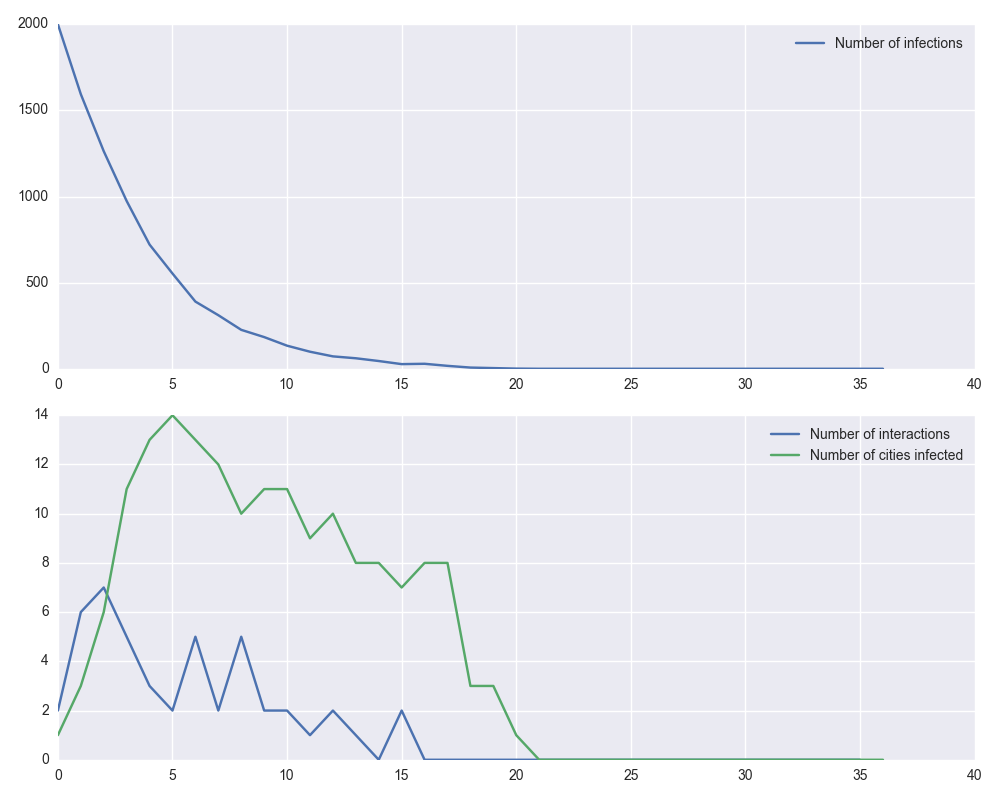 2000
Number of infections
1500
1000
500
0
0 5 10 15 20 25 30 35 40
14
Number of interactions
12
Number of cities infected
10
8
6
4
2
0
0 5 10 15 20 25 30 35 40